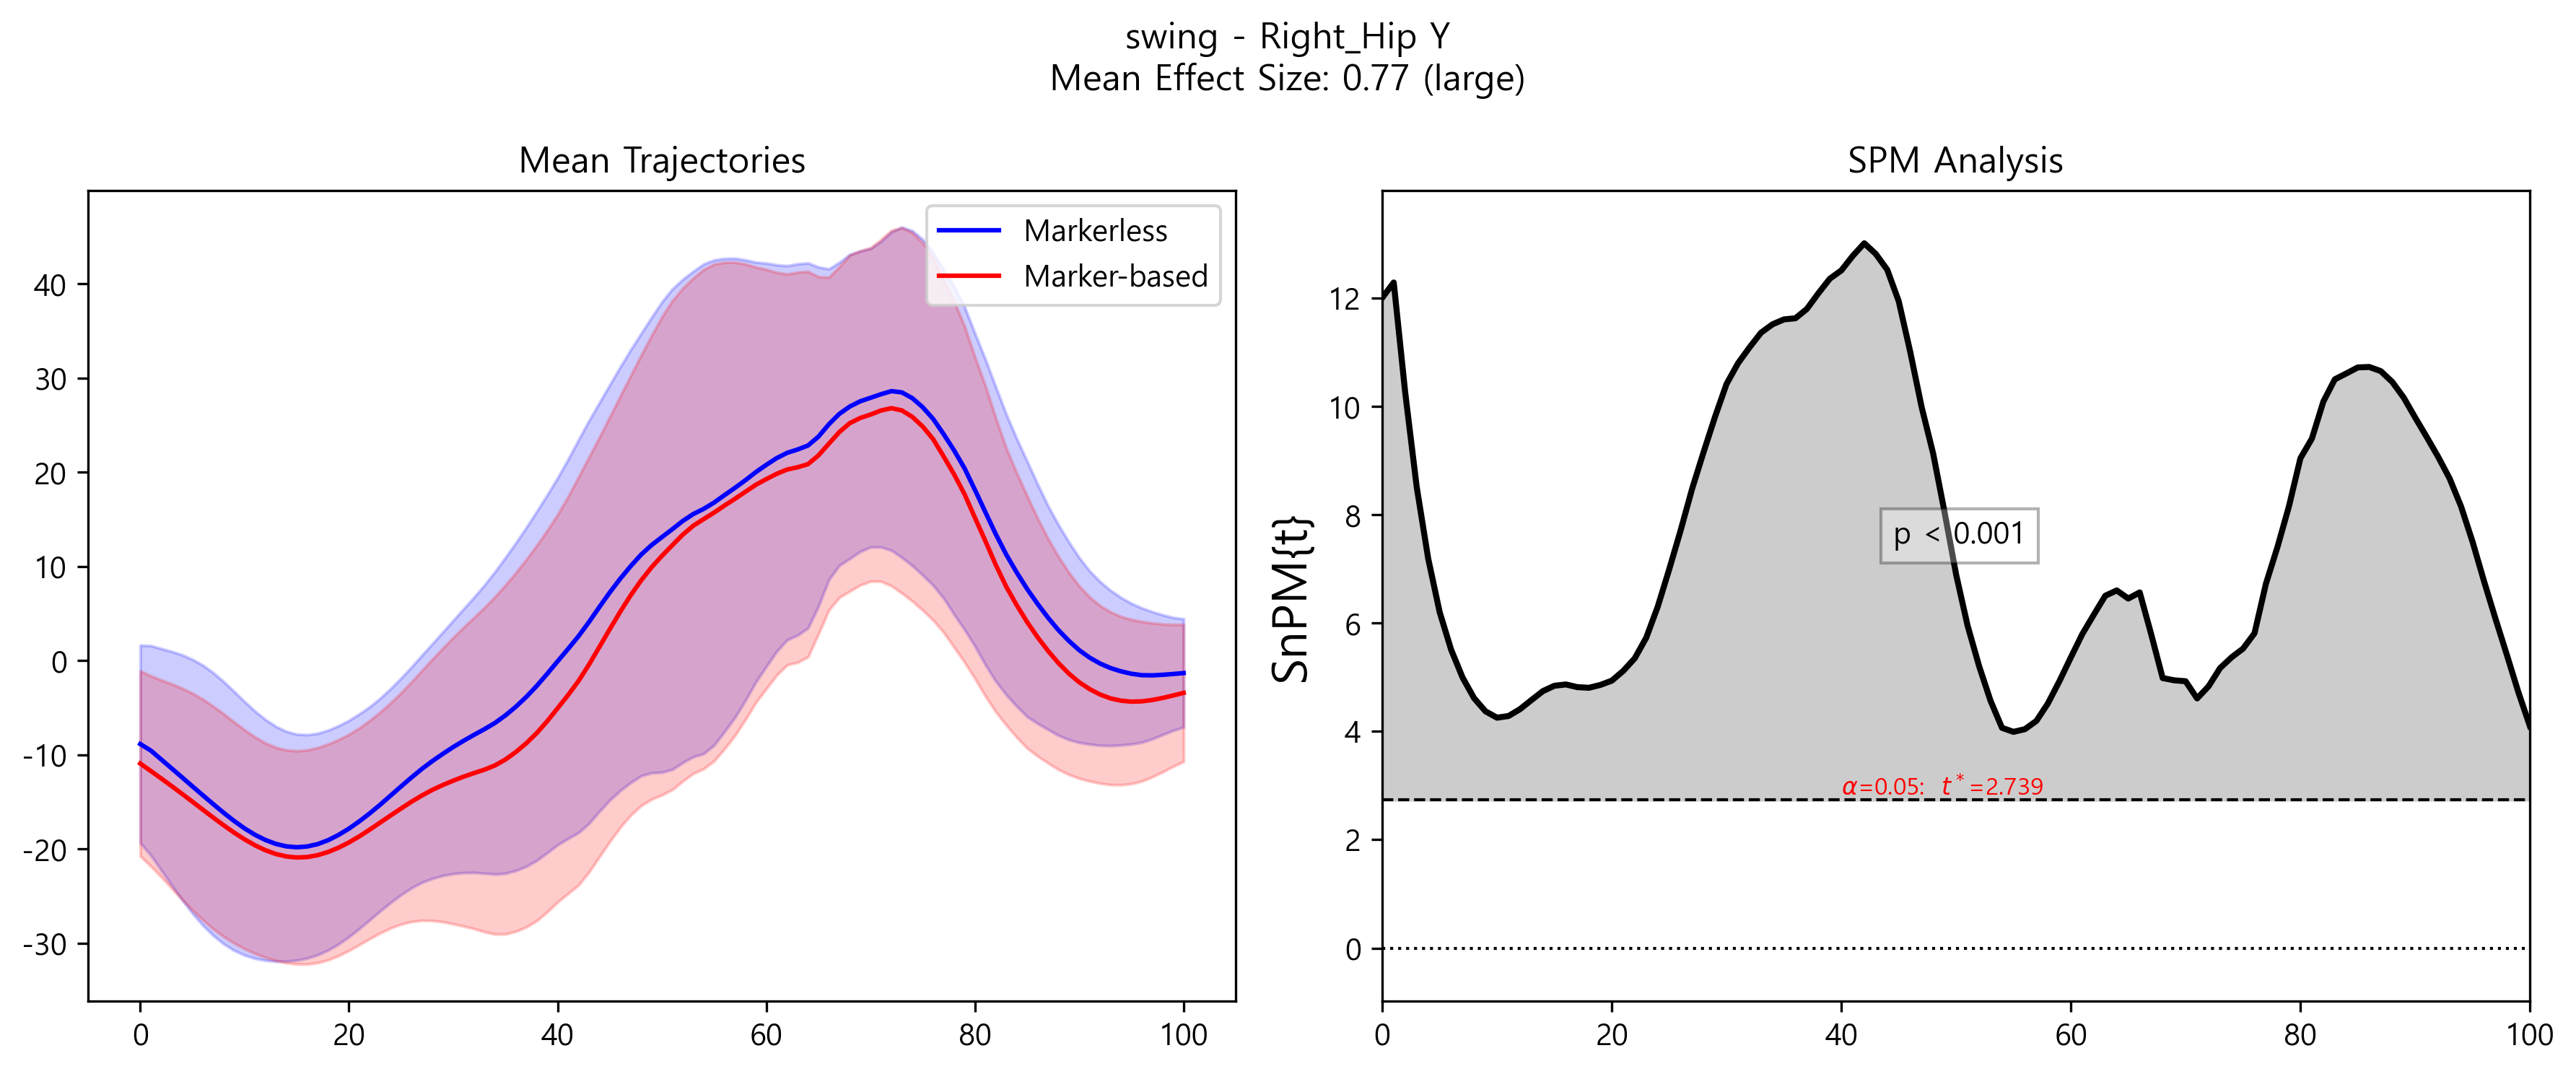 swing - Right_Hip Y
Mean Effect Size: 0.77 (large)
Mean Trajectories
40
30
20
10
0
-10
-20
-30
0 20 40 60 80 100
Markerless
Marker-based
SPM Analysis
SnPM{t}
12
10
8
6
4
2
0
0 20 40 60 80 100
p < 0.001
α=0.05: t*=2.739